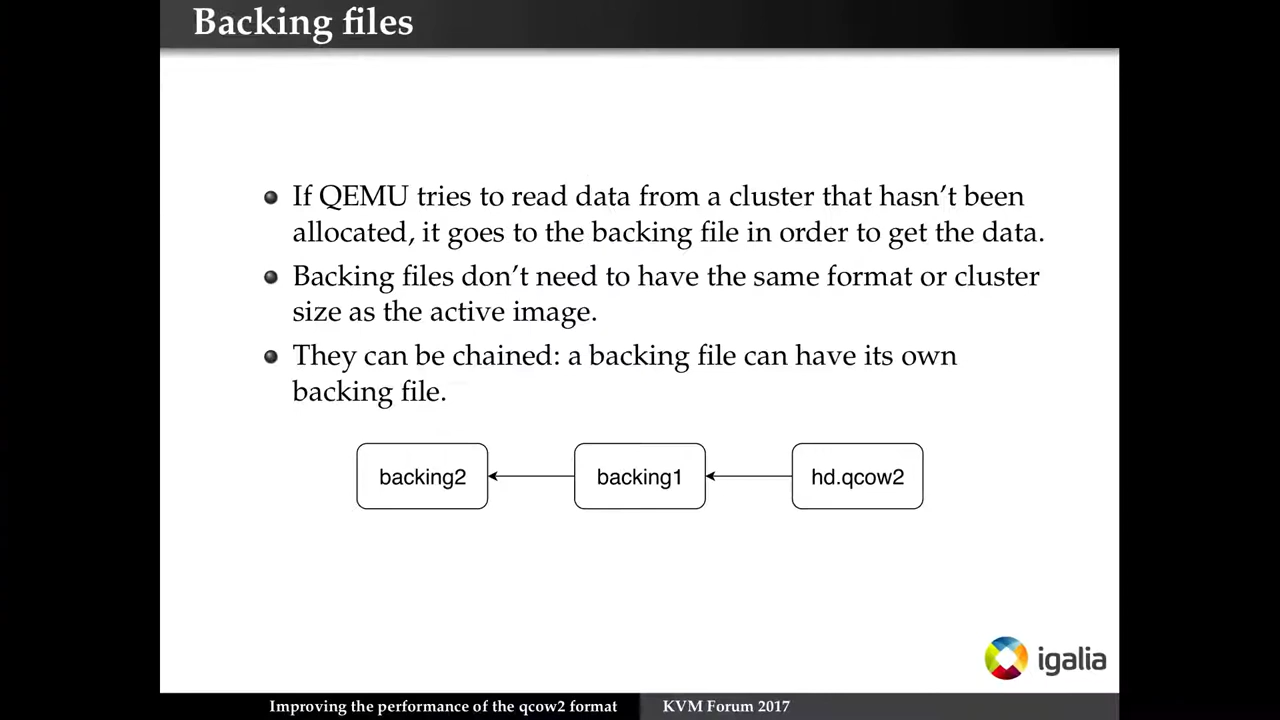 Backing files
If QEMU tries to read data from a cluster that hasn't been
allocated, it goes to the backing file in order to get the data.
Backing files don't need to have the same format or cluster
size as the active image.
They can be chained: a backing file can have its own
backing file.
backing2
backing1
hd.qcow2
igalia
Improving the performance of the qcow2 format
KVM Forum 2017